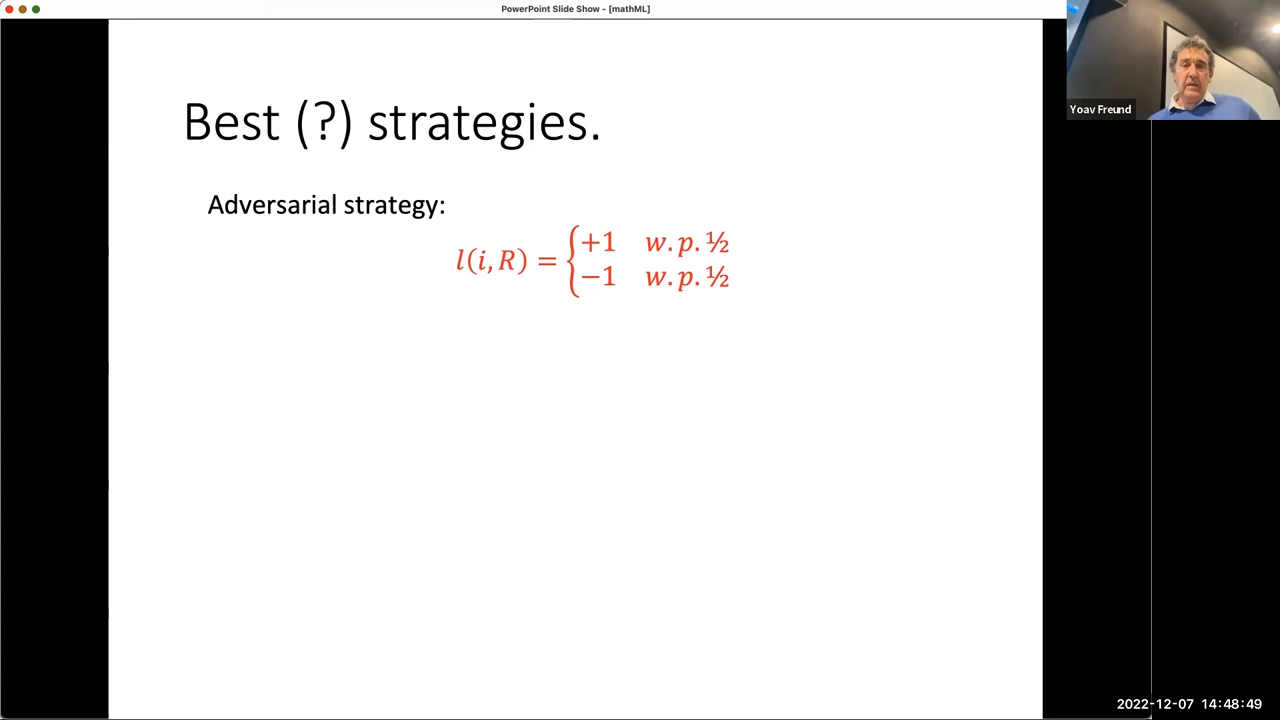 PowerPoint Slide Show - [mathML]
Yoav Freund
Best (?) strategies.
Adversarial strategy:
l(i, R) = { +1 w.p. ½
−1 w.p. ½
2022-12-07 14:48:49